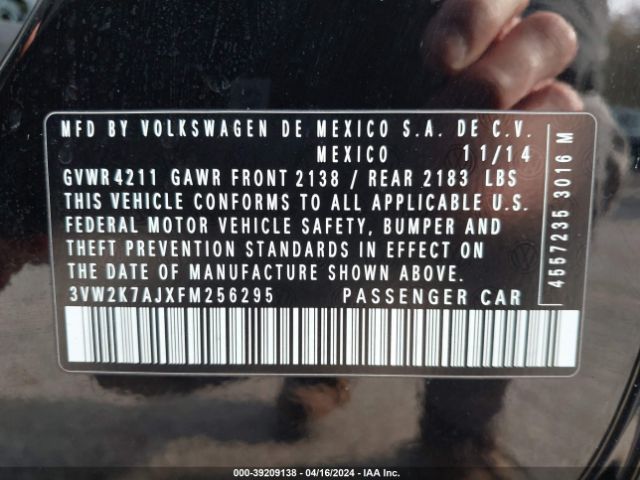 MFD BY VOLKSWAGEN DE MEXICO S.A. DE C.V.
MEXICO 11/14
GVWR 4211 GAWR FRONT 2138 / REAR 2183 LBS
THIS VEHICLE CONFORMS TO ALL APPLICABLE U.S.
FEDERAL MOTOR VEHICLE SAFETY, BUMPER AND
THEFT PREVENTION STANDARDS IN EFFECT ON
THE DATE OF MANUFACTURE SHOWN ABOVE.
3VW2K7AJXFM256295 PASSENGER CAR
4557235 3016 M
000-39209138 - 04/16/2024 - IAA Inc.